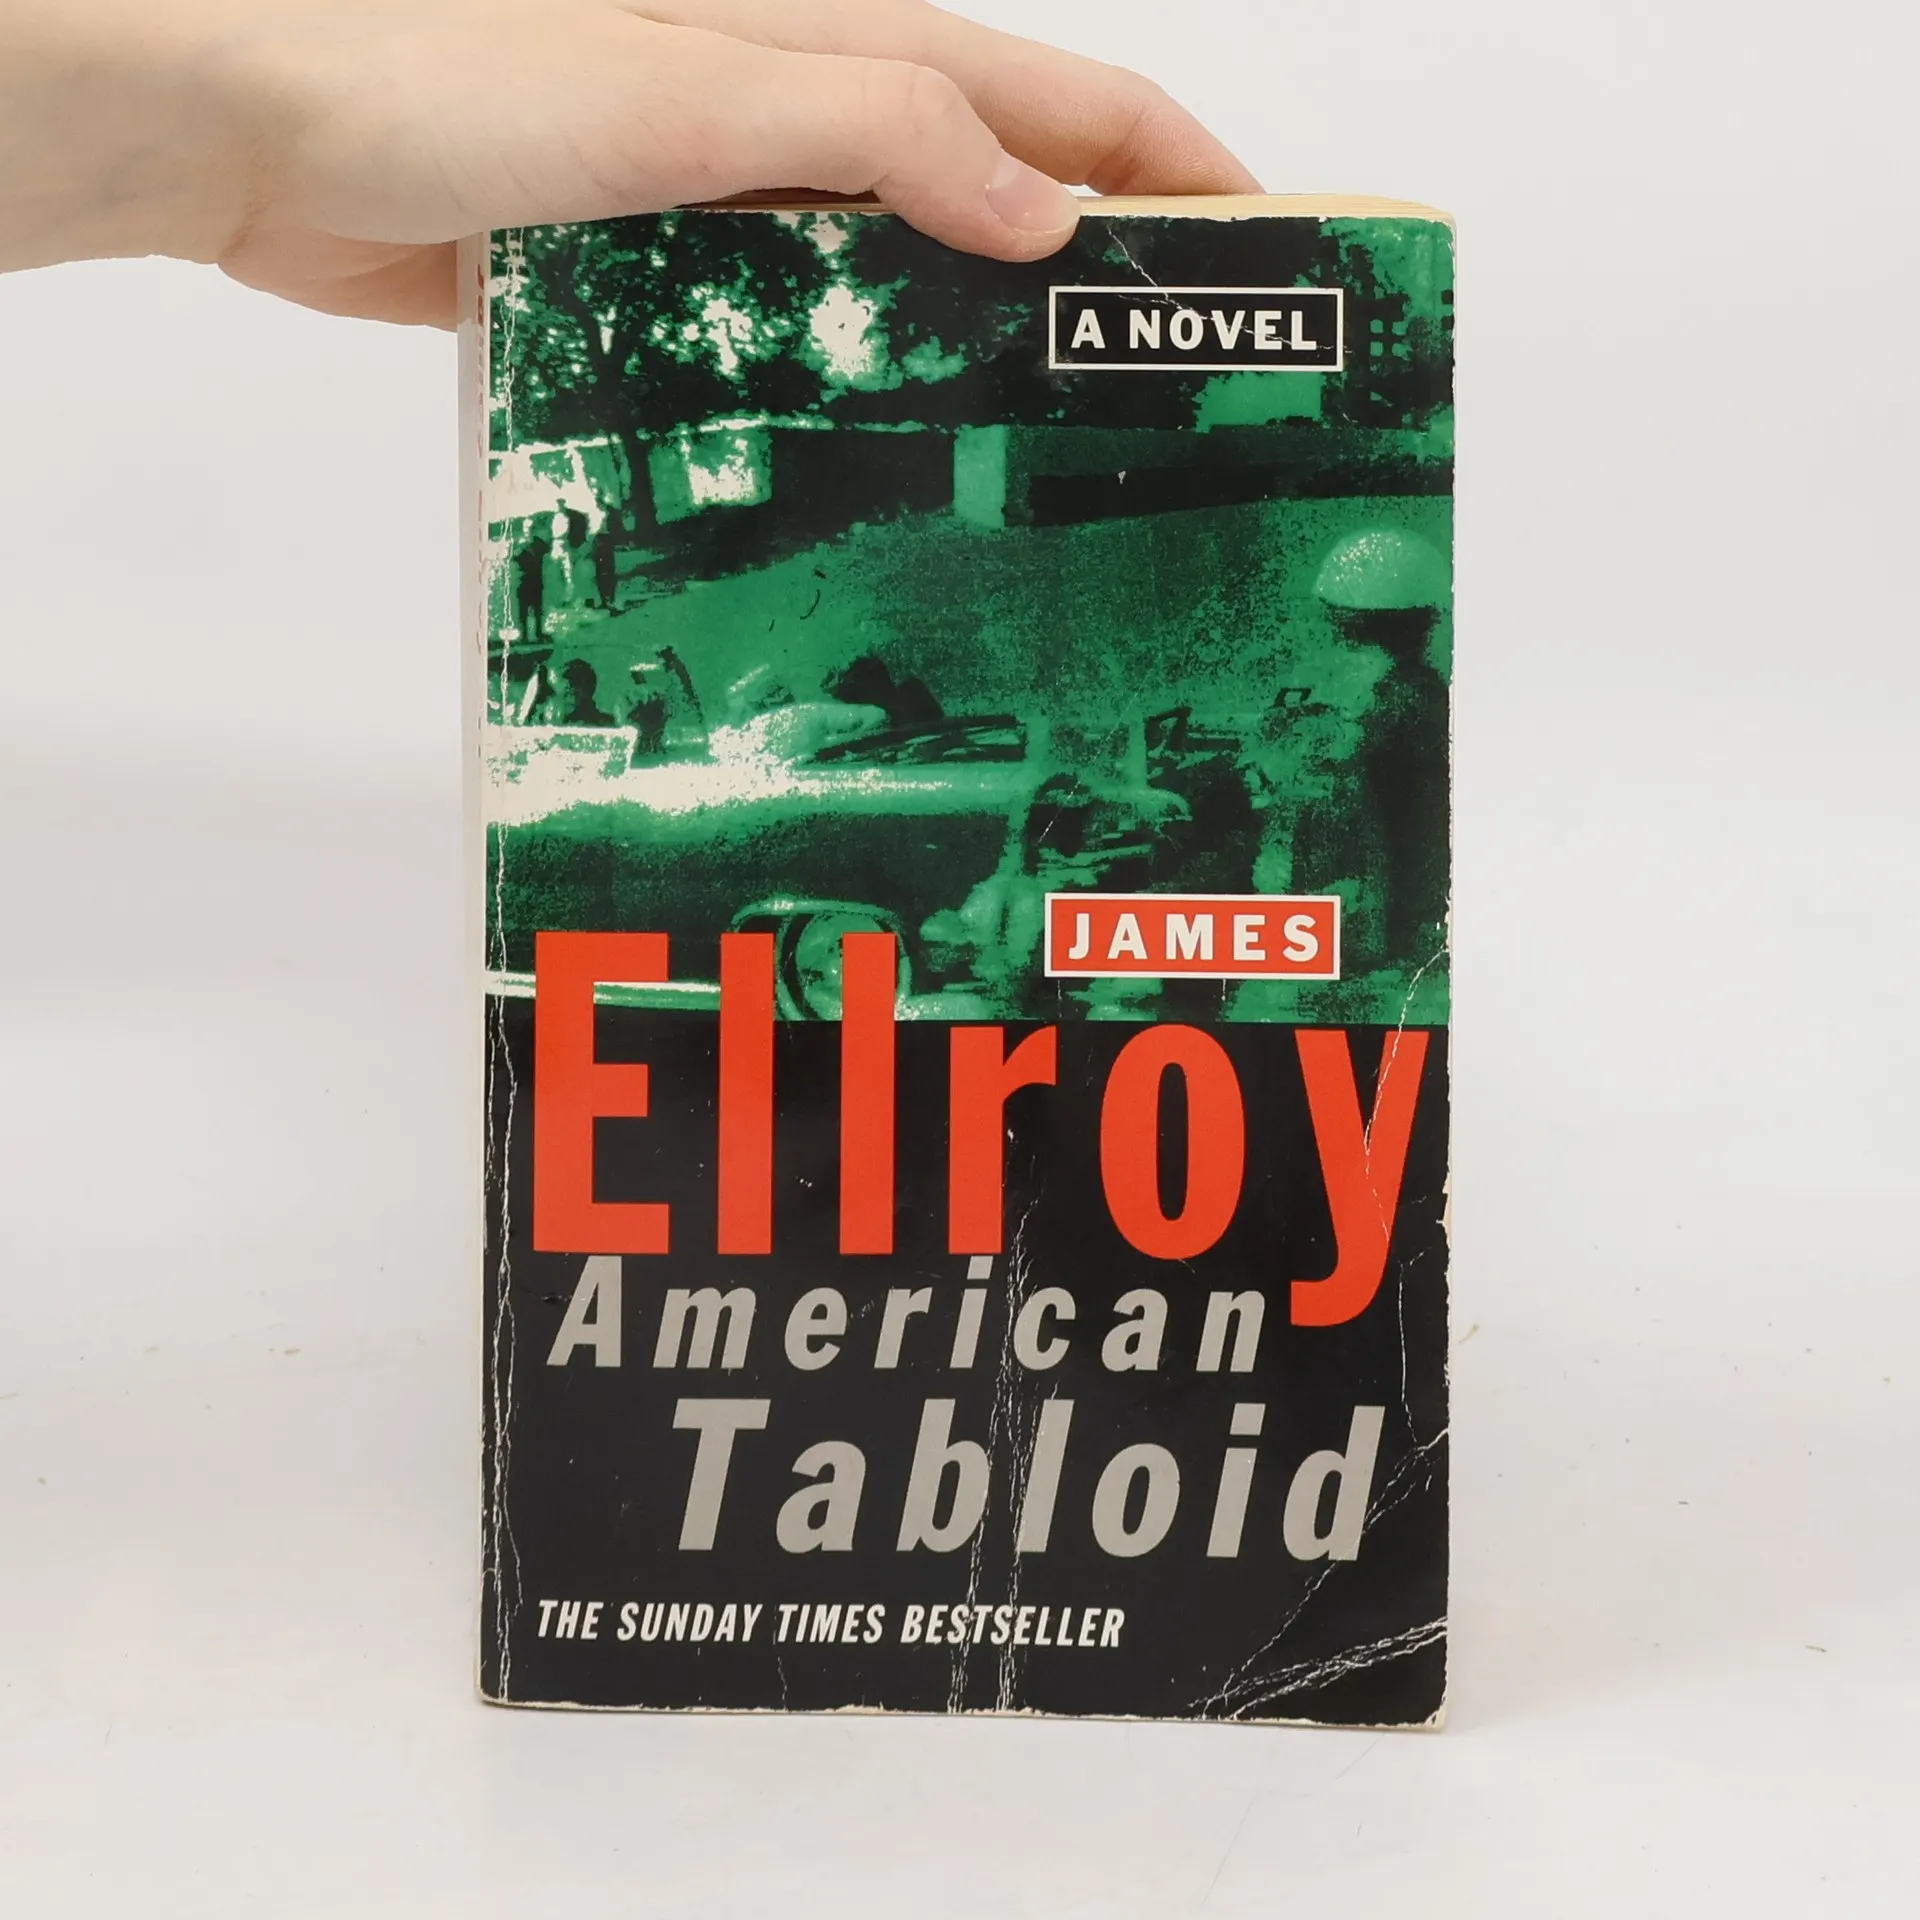 A NOVEL
JAMES
Ellroy
American
Tabloid
THE SUNDAY TIMES BESTSELLER